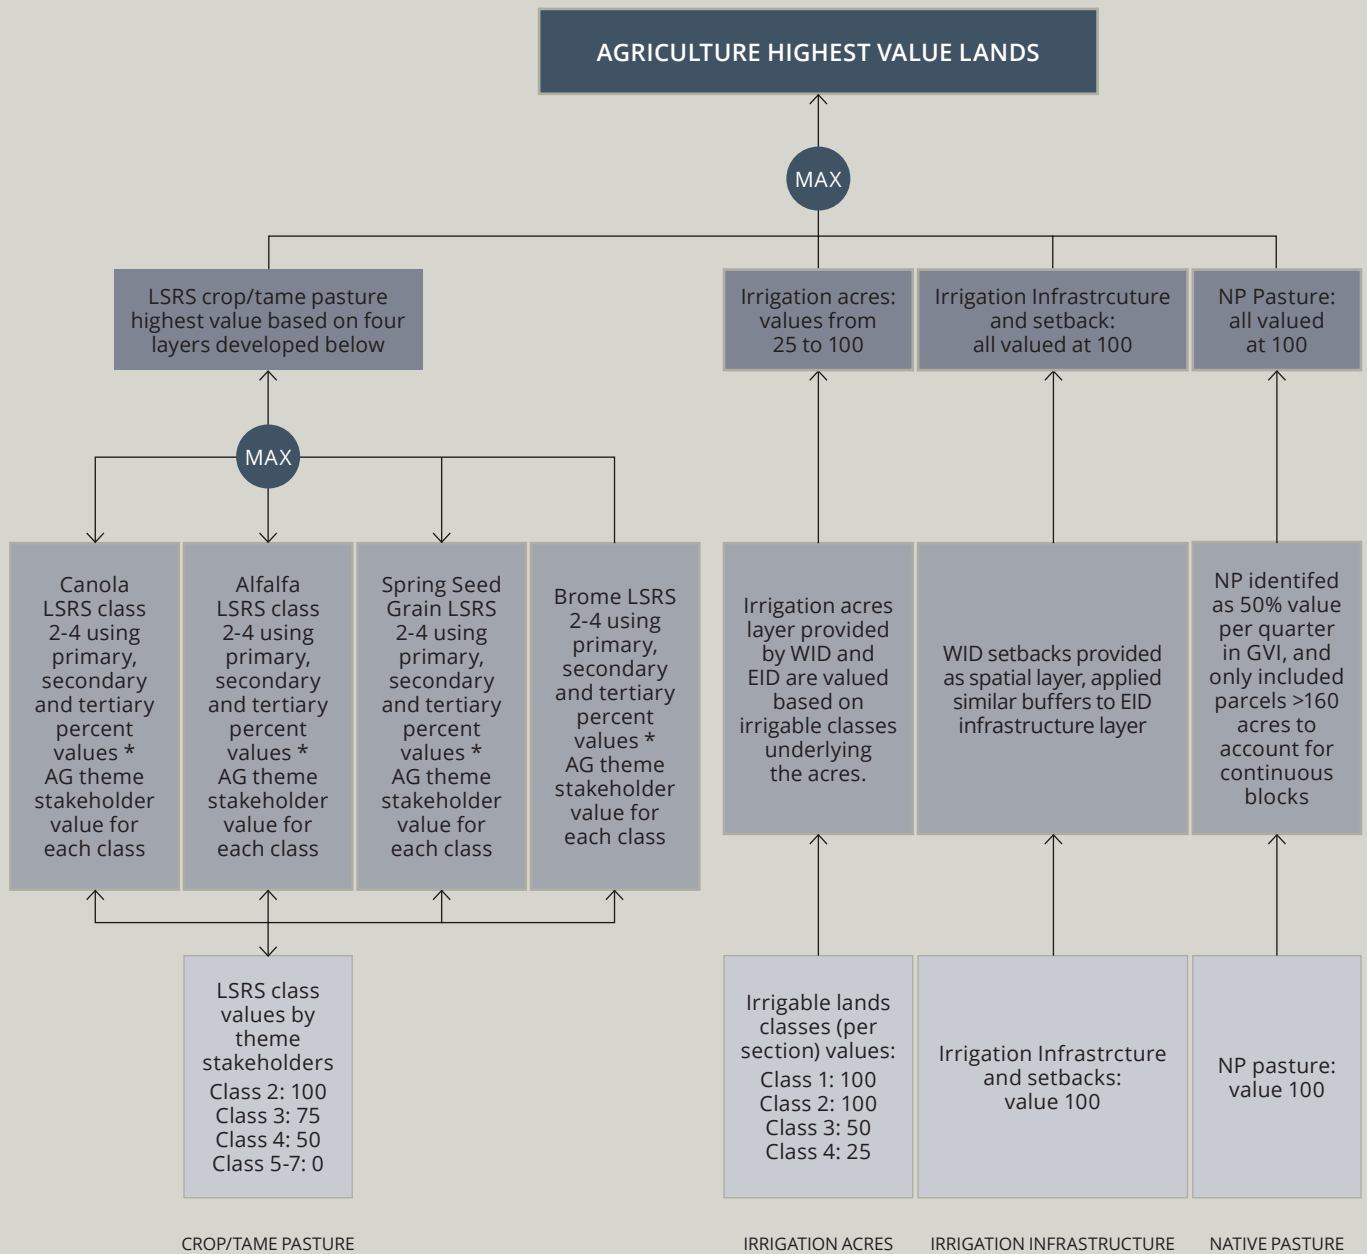 AGRICULTURE HIGHEST VALUE LANDS
MAX
LSRS crop/tame pasture
highest value based on four
layers developed below
Irrigation acres:
values from
25 to 100
Irrigation Infrastrcuture
and setback:
all valued at 100
NP Pasture:
all valued
at 100
MAX
Canola
LSRS class
2-4 using
primary,
secondary
and tertiary
percent
values *
AG theme
stakeholder
value for
each class
Alfalfa
LSRS class
2-4 using
primary,
secondary
and tertiary
percent
values *
AG theme
stakeholder
value for
each class
Spring Seed
Grain LSRS
2-4 using
primary,
secondary
and tertiary
percent
values *
AG theme
stakeholder
value for
each class
Brome LSRS
2-4 using
primary,
secondary
and tertiary
percent
values *
AG theme
stakeholder
value for
each class
Irrigation acres
layer provided
by WID and
EID are valued
based on
irrigable classes
underlying
the acres.
WID setbacks provided
as spatial layer, applied
similar buffers to EID
infrastructure layer
NP identifed
as 50% value
per quarter
in GVI, and
only included
parcels >160
acres to
account for
continuous
blocks
LSRS class
values by
theme
stakeholders
Class 2: 100
Class 3: 75
Class 4: 50
Class 5-7: 0
Irrigable lands
classes (per
section) values:
Class 1: 100
Class 2: 100
Class 3: 50
Class 4: 25
Irrigation Infrastrcture
and setbacks:
value 100
NP pasture:
value 100
CROP/TAME PASTURE
IRRIGATION ACRES
IRRIGATION INFRASTRUCTURE
NATIVE PASTURE